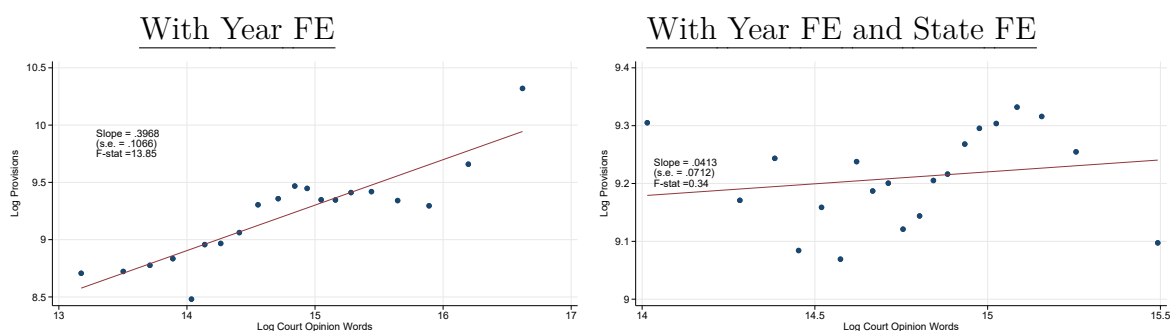 With Year FE
10.5
10
9.5
9
8.5
Log Provisions
Slope = .3968
(s.e. = .1066)
F-stat =13.85
13
14
15
16
17
Log Court Opinion Words
With Year FE and State FE
9.4
9.3
9.2
9.1
9
Log Provisions
Slope = .0413
(s.e. = .0712)
F-stat =0.34
14
14.5
15
15.5
Log Court Opinion Words